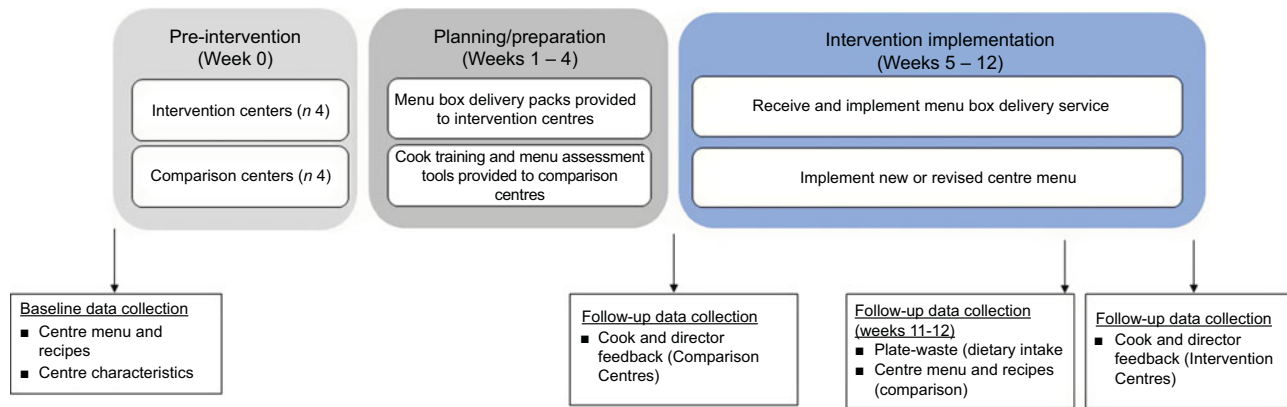 Pre-intervention
(Week 0)
Intervention centers (n 4)
Comparison centers (n 4)
Planning/preparation
(Weeks 1 – 4)
Menu box delivery packs provided
to intervention centres
Cook training and menu assessment
tools provided to comparison
centres
Intervention implementation
(Weeks 5 – 12)
Receive and implement menu box delivery service
Implement new or revised centre menu
Baseline data collection
■ Centre menu and
recipes
■ Centre characteristics
Follow-up data collection
■ Cook and director
feedback (Comparison
Centres)
Follow-up data collection
(weeks 11-12)
■ Plate-waste (dietary intake
■ Centre menu and recipes
(comparison)
Follow-up data collection
■ Cook and director
feedback (Intervention
Centres)